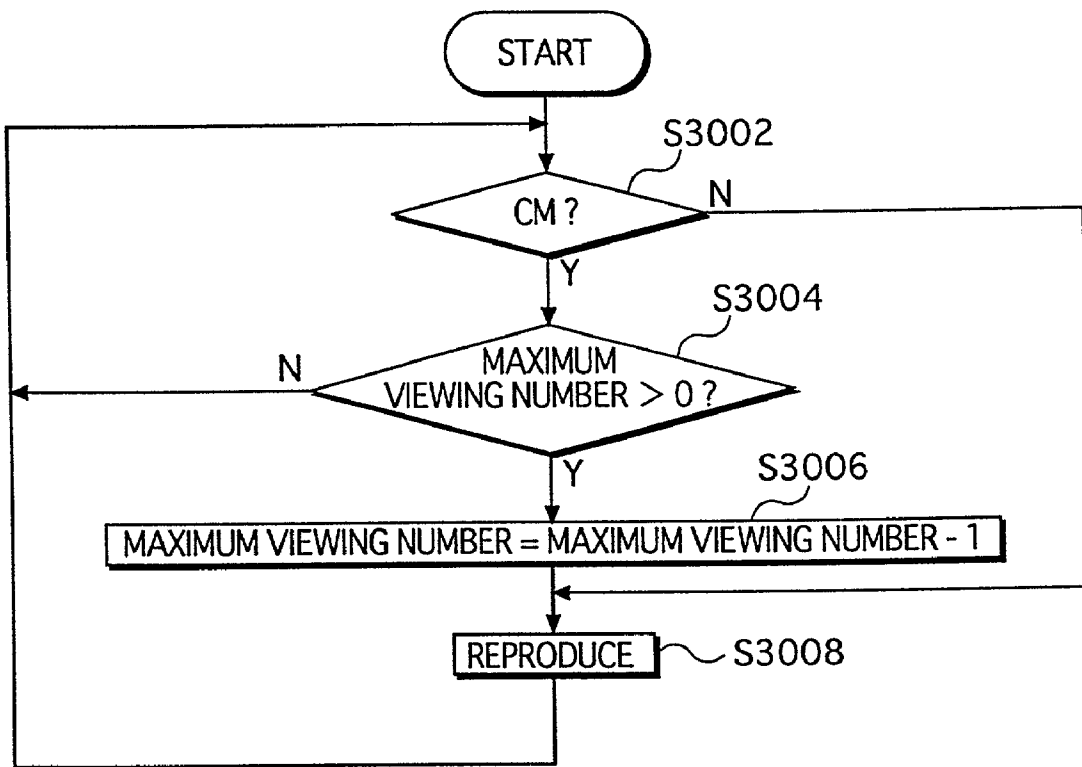 START
S3002
CM ?
N
Y
S3004
MAXIMUM
VIEWING NUMBER > 0 ?
N
Y
S3006
MAXIMUM VIEWING NUMBER = MAXIMUM VIEWING NUMBER - 1
REPRODUCE
S3008